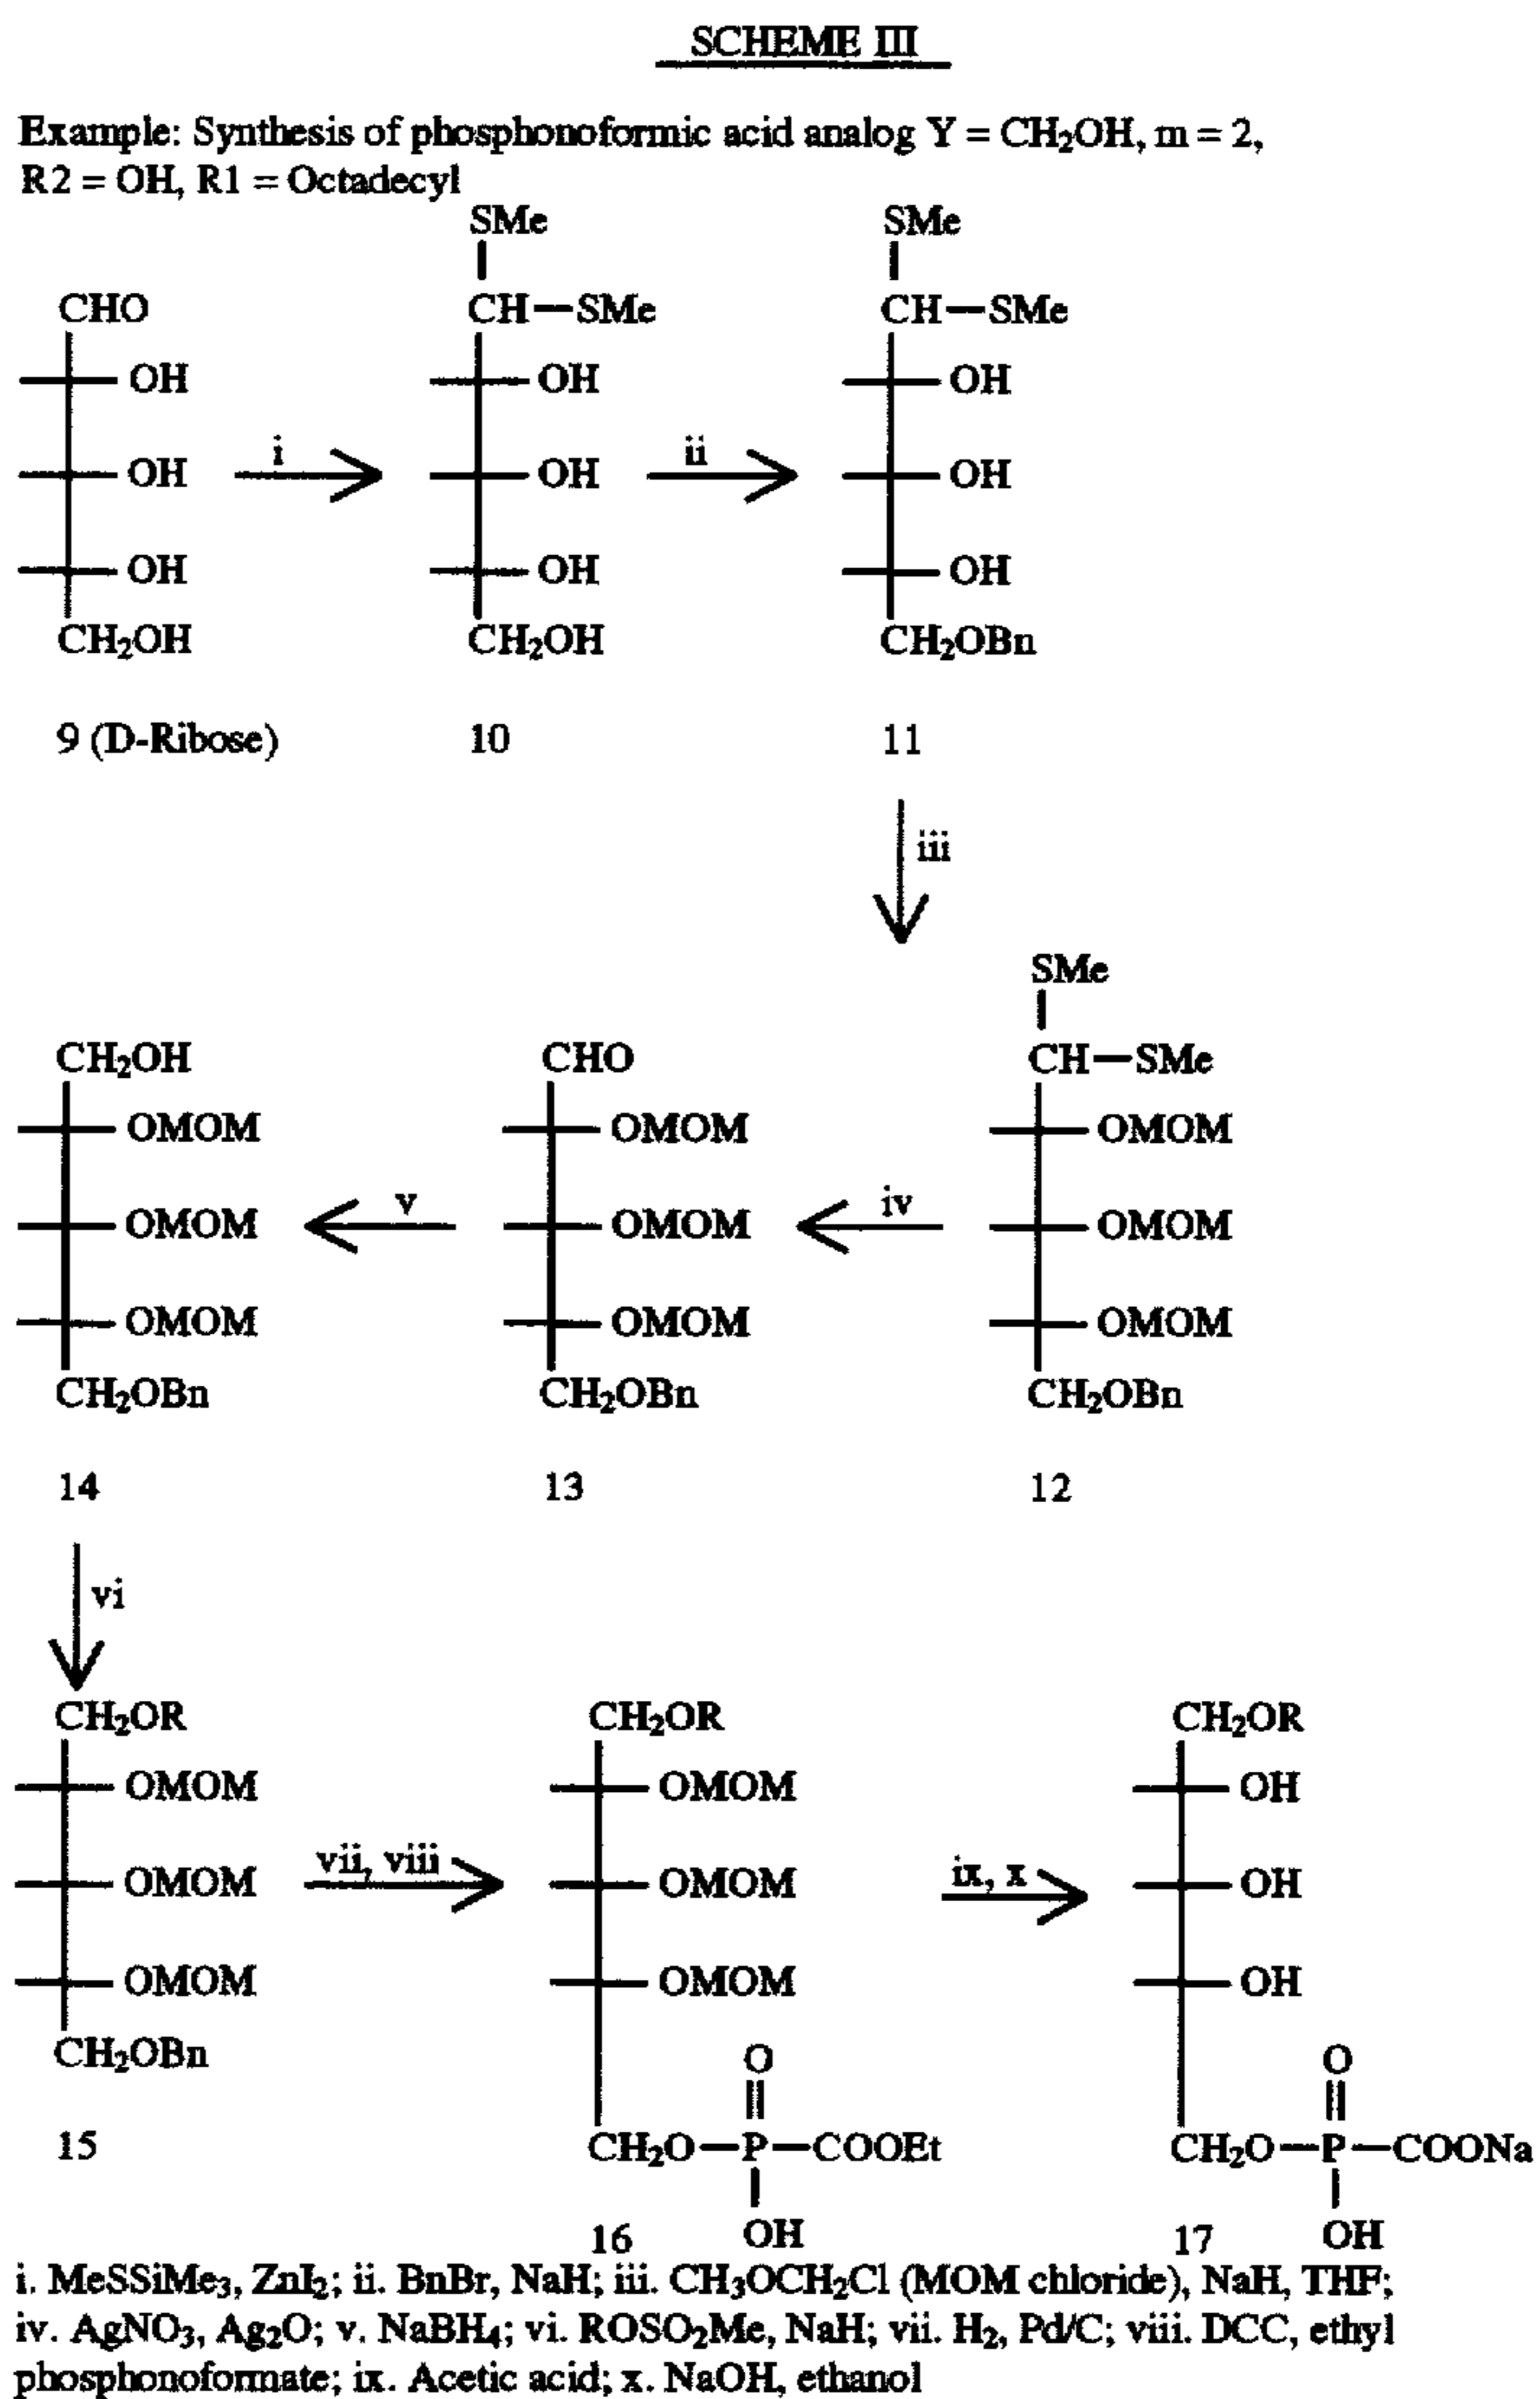 SCHEME III
Example: Synthesis of phosphonoformic acid analog Y = CH₂OH, m = 2,
R2 = OH, R1 = Octadecyl
SMe
SMe
CHO
CH—SMe
CH—SMe
OH
OH
OH
i
ii
OH
OH
OH
OH
OH
OH
CH₂OH
CH₂OH
CH₂OBn
9 (D-Ribose)
10
11
iii
SMe
CH₂OH
CHO
CH—SMe
OMOM
OMOM
OMOM
v
iv
OMOM
OMOM
OMOM
OMOM
OMOM
OMOM
CH₂OBn
CH₂OBn
CH₂OBn
14
13
12
vi
CH₂OR
CH₂OR
CH₂OR
OMOM
OMOM
OH
vii, viii
ix, x
OMOM
OMOM
OH
OMOM
OMOM
OH
CH₂OBn
O
O
15
CH₂O—P—COOEt
CH₂O—P—COONa
16
OH
17
OH
i. MeSSiMe₃, ZnI₂; ii. BnBr, NaH; iii. CH₃OCH₂Cl (MOM chloride), NaH, THF;
iv. AgNO₃, Ag₂O; v. NaBH₄; vi. ROSO₂Me, NaH; vii. H₂, Pd/C; viii. DCC, ethyl
phosphonoformate; ix. Acetic acid; x. NaOH, ethanol